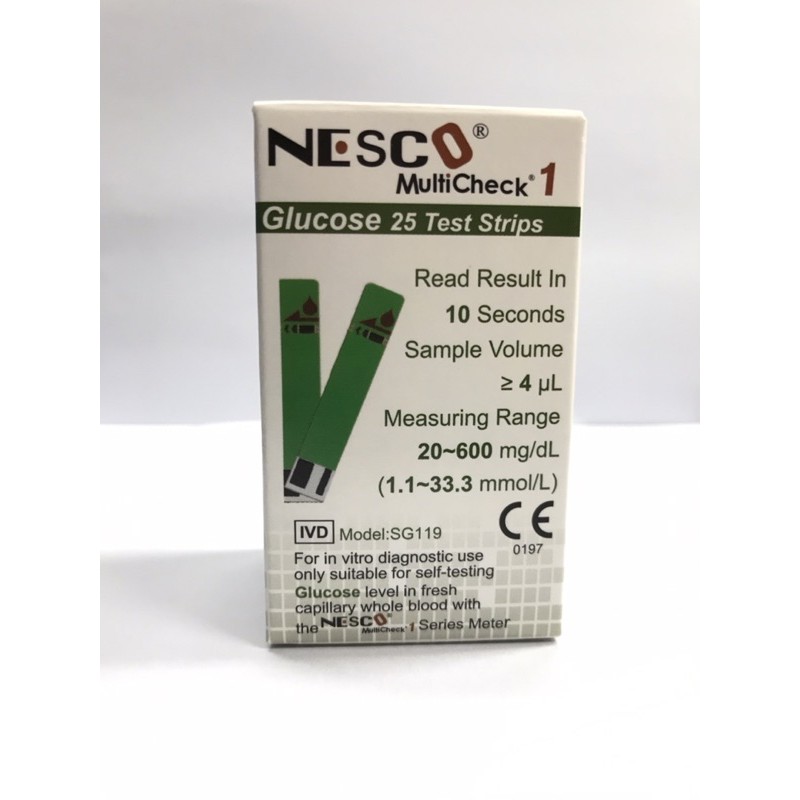 NESCO®
MultiCheck® 1
Glucose 25 Test Strips
Read Result In
10 Seconds
Sample Volume
≥ 4 µL
Measuring Range
20~600 mg/dL
(1.1~33.3 mmol/L)
IVD Model:SG119
CE
0197
For in vitro diagnostic use
only suitable for self-testing
Glucose level in fresh
capillary whole blood with
the NESCO MultiCheck® 1 Series Meter